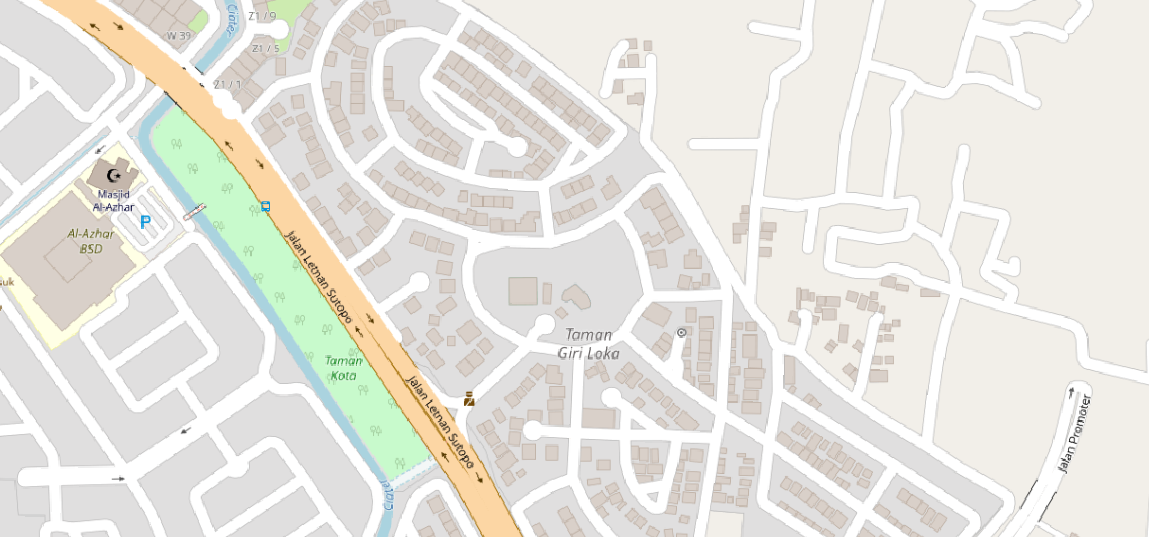 Ciater
Z1 / 9
W 39
Z1 / 5
Z1 / 1
Masjid
Al-Azhar
P
Al-Azhar
BSD
suk
Jalan Letnan Sutopo
Taman
Giri Loka
Taman
Kota
Jalan Letnan Sutopo
Jalan Promoter
Ciater